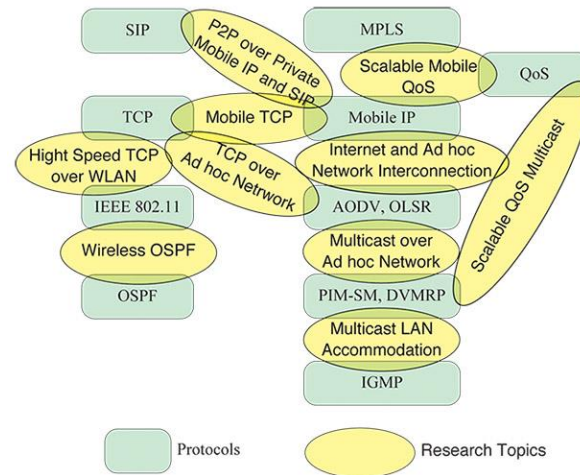 SIP
P2P over Private
Mobile IP and SIP
MPLS
Scalable Mobile
QoS
QoS
TCP
Mobile TCP
Mobile IP
Hight Speed TCP
over WLAN
TCP over
Ad hoc Netrwork
Internet and Ad hoc
Network Interconnection
Scalable QoS Multicast
IEEE 802.11
AODV, OLSR
Wireless OSPF
Multicast over
Ad hoc Network
OSPF
PIM-SM, DVMRP
Multicast LAN
Accommodation
IGMP
Protocols
Research Topics